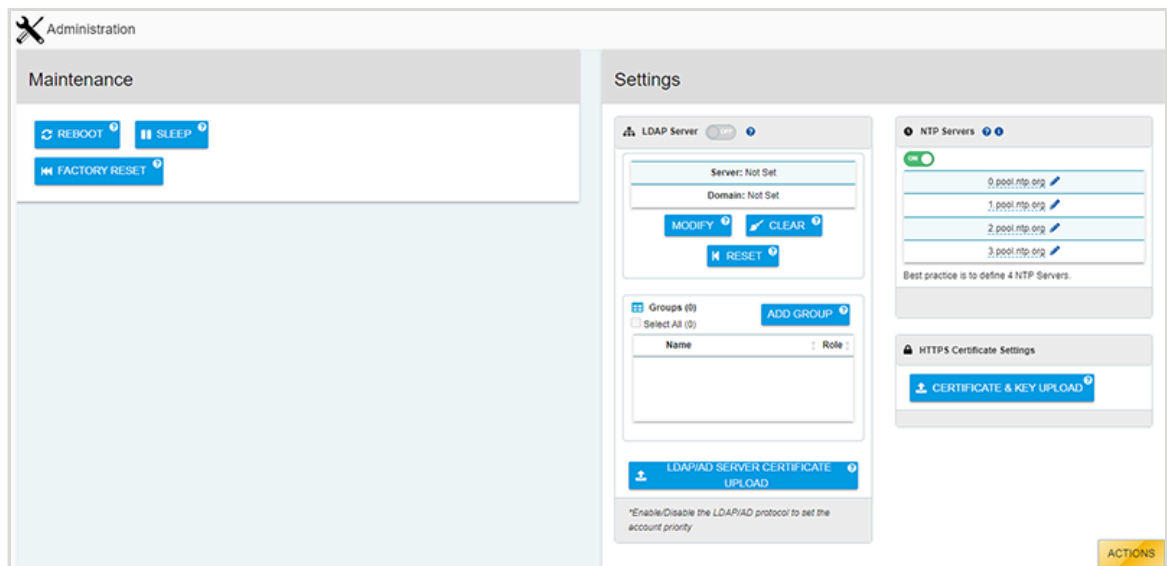 Administration
Maintenance
REBOOT
SLEEP
FACTORY RESET
Settings
LDAP Server OFF
Server: Not Set
Domain: Not Set
MODIFY
CLEAR
RESET
Groups (0)
ADD GROUP
Select All (0)
Name Role
LDAP/AD SERVER CERTIFICATE
UPLOAD
*Enable/Disable the LDAP/AD protocol to set the
account priority
NTP Servers
ON
0.pool.ntp.org
1.pool.ntp.org
2.pool.ntp.org
3.pool.ntp.org
Best practice is to define 4 NTP Servers.
HTTPS Certificate Settings
CERTIFICATE & KEY UPLOAD
ACTIONS